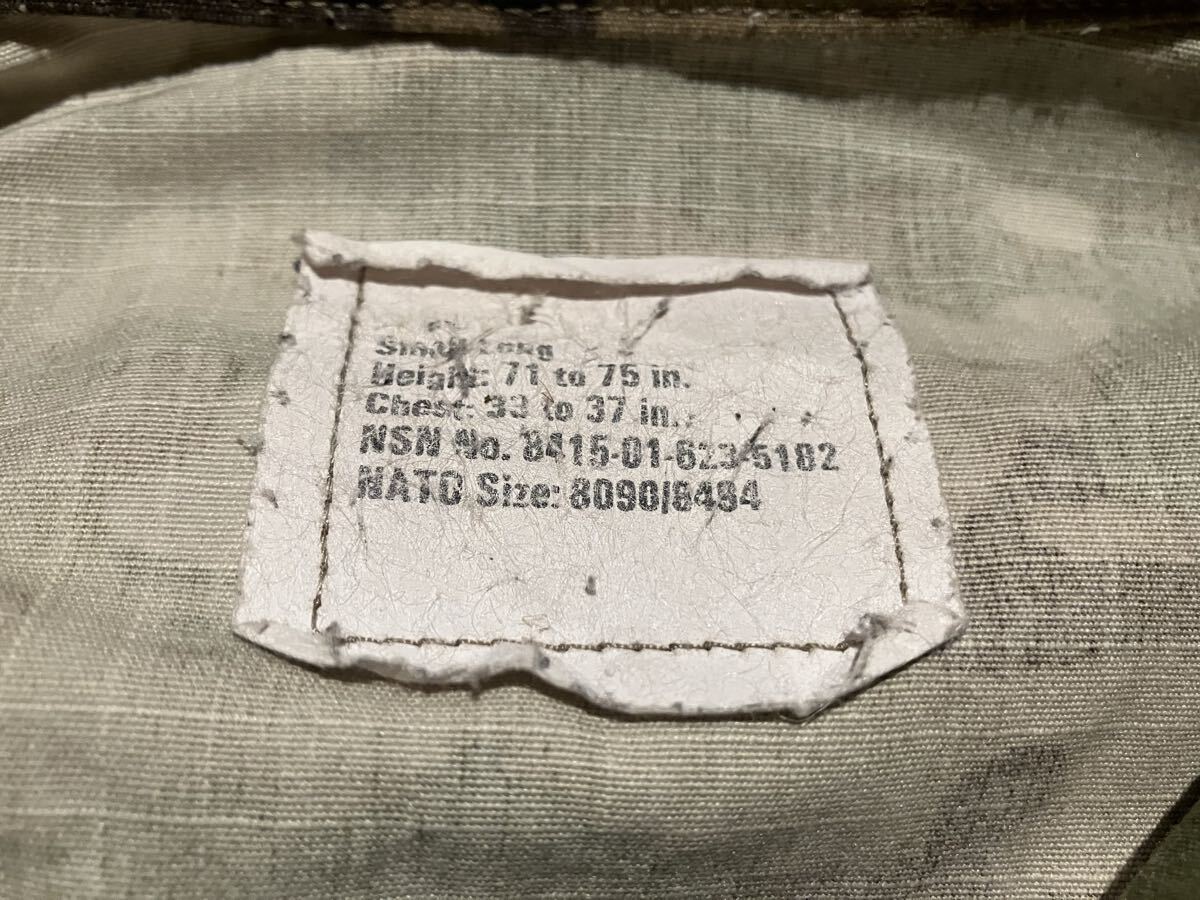 Small Long
Height: 71 to 75 in.
Chest: 33 to 37 in.
NSN No. 8415-01-623-5182
NATO Size: 8090/8494